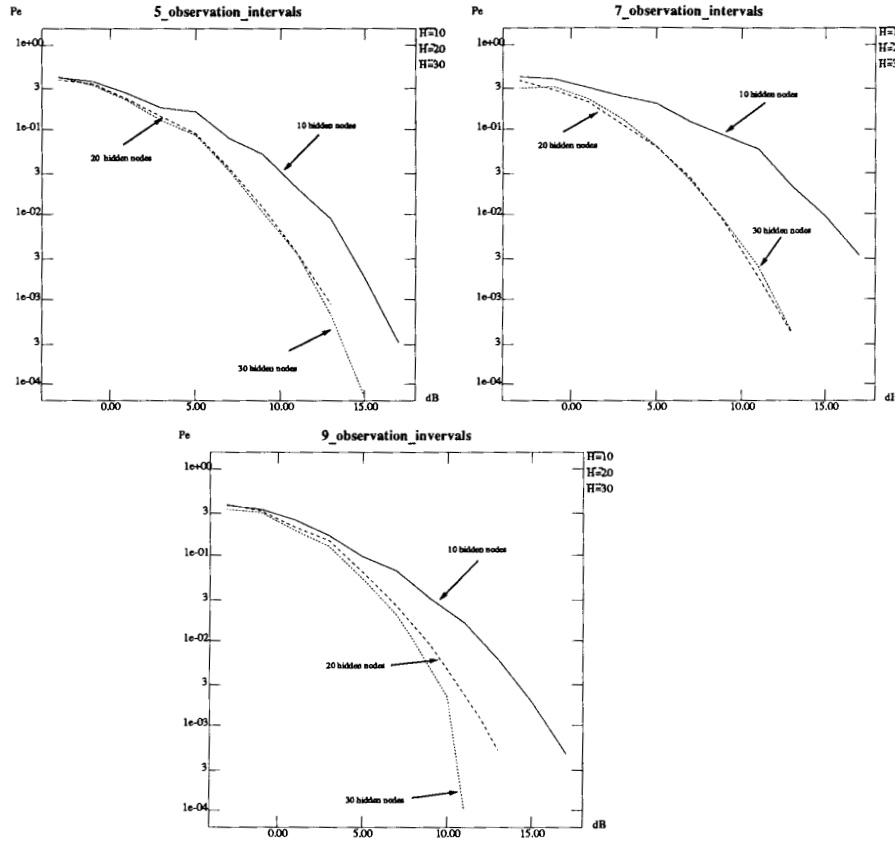 Pe
5_observation_intervals
H=10
H=20
H=30
1e+00
3
1e-01
3
1e-02
3
1e-03
3
1e-04
10 hidden nodes
20 hidden nodes
30 hidden nodes
0.00
5.00
10.00
15.00
dB
Pe
7_observation_intervals
1e+00
3
1e-01
3
1e-02
3
1e-03
3
1e-04
10 hidden nodes
20 hidden nodes
30 hidden nodes
0.00
5.00
10.00
15.00
Pe
9_observation_invervals
H=10
H=20
H=30
1e+00
3
1e-01
3
1e-02
3
1e-03
3
1e-04
10 hidden nodes
20 hidden nodes
30 hidden nodes
0.00
5.00
10.00
15.00
dB